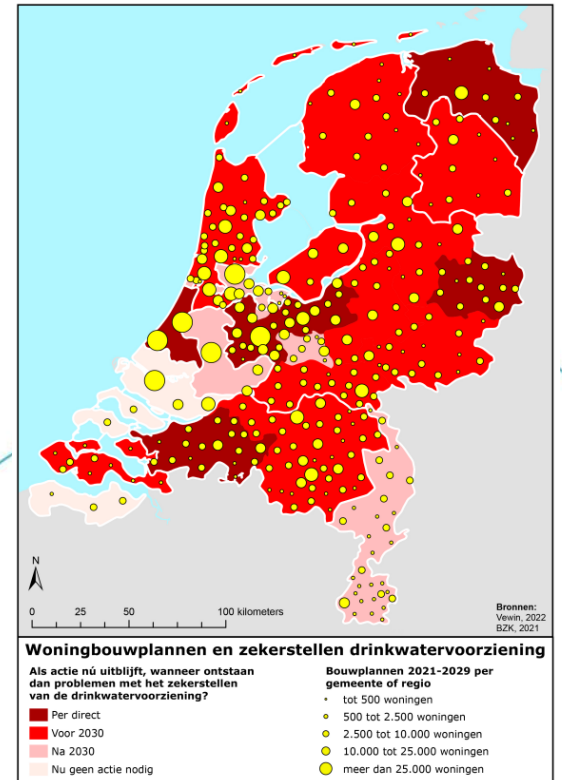 N
0 25 50 100 kilometers
Bronnen:
Vewin, 2022
BZK, 2021
Woningbouwplannen en zekerstellen drinkwatervoorziening
Als actie nú uitblijft, wanneer ontstaan
dan problemen met het zekerstellen
van de drinkwatervoorziening?
Per direct
Voor 2030
Na 2030
Nu geen actie nodig
Bouwplannen 2021-2029 per
gemeente of regio
tot 500 woningen
500 tot 2.500 woningen
2.500 tot 10.000 woningen
10.000 tot 25.000 woningen
meer dan 25.000 woningen